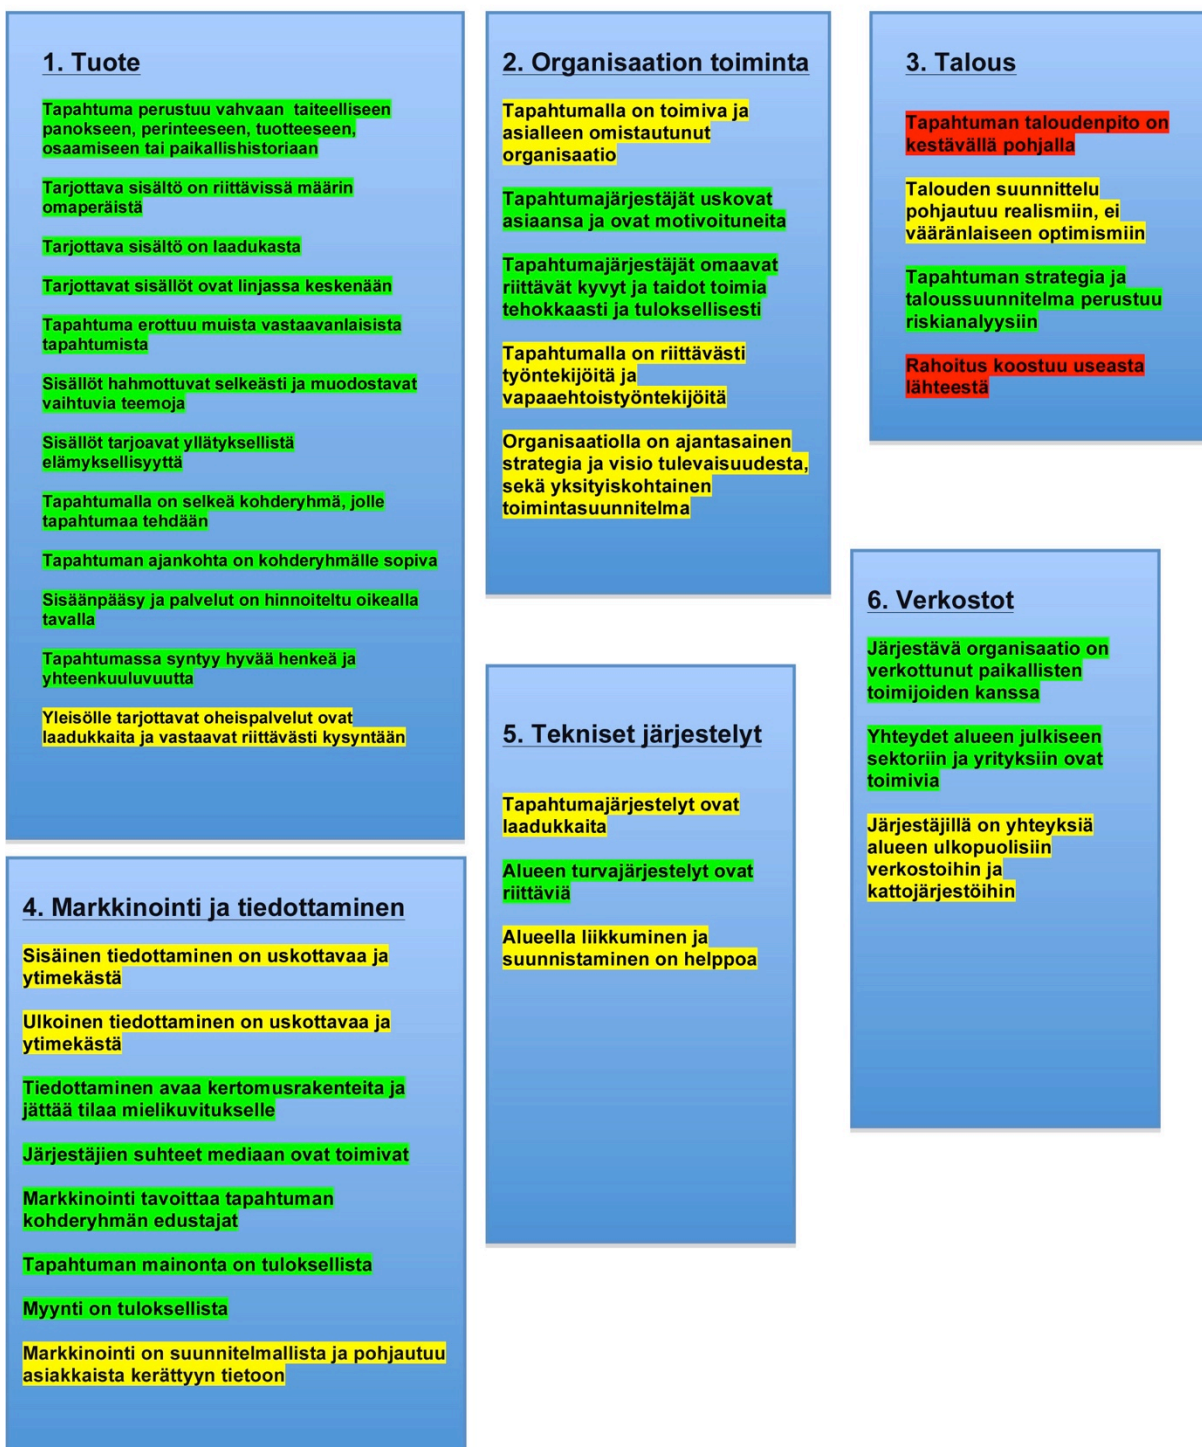 1. Tuote
Tapahtuma perustuu vahvaan taiteelliseen
panokseen, perinteeseen, tuotteeseen,
osaamiseen tai paikallishistoriaan
Tarjottava sisältö on riittävissä määrin
omaperäistä
Tarjottava sisältö on laadukasta
Tarjottavat sisällöt ovat linjassa keskenään
Tapahtuma erottuu muista vastaavanlaisista
tapahtumista
Sisällöt hahmottuvat selkeästi ja muodostavat
vaihtuvia teemoja
Sisällöt tarjoavat yllätyksellistä
elämyksellisyyttä
Tapahtumalla on selkeä kohderyhmä, jolle
tapahtumaa tehdään
Tapahtuman ajankohta on kohderyhmälle sopiva
Sisäänpääsy ja palvelut on hinnoiteltu oikealla
tavalla
Tapahtumassa syntyy hyvää henkeä ja
yhteenkuuluvuutta
Yleisölle tarjottavat oheispalvelut ovat
laadukkaita ja vastaavat riittävästi kysyntään
2. Organisaation toiminta
Tapahtumalla on toimiva ja
asialleen omistautunut
organisaatio
Tapahtumajärjestäjät uskovat
asiaansa ja ovat motivoituneita
Tapahtumajärjestäjät omaavat
riittävät kyvyt ja taidot toimia
tehokkaasti ja tuloksellisesti
Tapahtumalla on riittävästi
työntekijöitä ja
vapaaehtoistyöntekijöitä
Organisaatiolla on ajantasainen
strategia ja visio tulevaisuudesta,
sekä yksityiskohtainen
toimintasuunnitelma
3. Talous
Tapahtuman taloudenpito on
kestävällä pohjalla
Talouden suunnittelu
pohjautuu realismiin, ei
vääränlaiseen optimismiin
Tapahtuman strategia ja
taloussuunnitelma perustuu
riskianalyysiin
Rahoitus koostuu useasta
lähteestä
4. Markkinointi ja tiedottaminen
Sisäinen tiedottaminen on uskottavaa ja
ytimekästä
Ulkoinen tiedottaminen on uskottavaa ja
ytimekästä
Tiedottaminen avaa kertomusrakenteita ja
jättää tilaa mielikuvitukselle
Järjestäjien suhteet mediaan ovat toimivat
Markkinointi tavoittaa tapahtuman
kohderyhmän edustajat
Tapahtuman mainonta on tuloksellista
Myynti on tuloksellista
Markkinointi on suunnitelmallista ja pohjautuu
asiakkaista kerättyyn tietoon
5. Tekniset järjestelyt
Tapahtumajärjestelyt ovat
laadukkaita
Alueen turvajärjestelyt ovat
riittäviä
Alueella liikkuminen ja
suunnistaminen on helppoa
6. Verkostot
Järjestävä organisaatio on
verkottunut paikallisten
toimijoiden kanssa
Yhteydet alueen julkiseen
sektoriin ja yrityksiin ovat
toimivia
Järjestäjillä on yhteyksiä
alueen ulkopuolisiin
verkostoihin ja
kattojärjestöihin